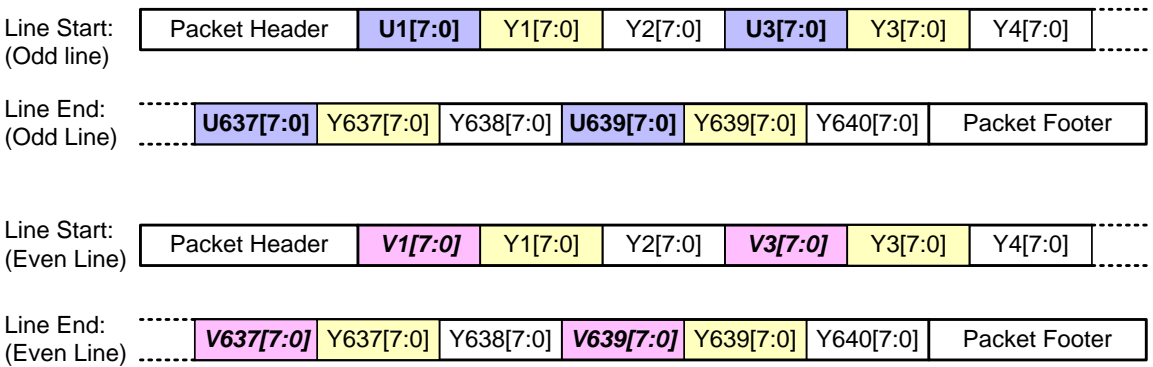 Line Start:
(Odd line)
Packet Header U1[7:0] Y1[7:0] Y2[7:0] U3[7:0] Y3[7:0] Y4[7:0]
Line End:
(Odd Line)
U637[7:0] Y637[7:0] Y638[7:0] U639[7:0] Y639[7:0] Y640[7:0] Packet Footer
Line Start:
(Even Line)
Packet Header V1[7:0] Y1[7:0] Y2[7:0] V3[7:0] Y3[7:0] Y4[7:0]
Line End:
(Even Line)
V637[7:0] Y637[7:0] Y638[7:0] V639[7:0] Y639[7:0] Y640[7:0] Packet Footer